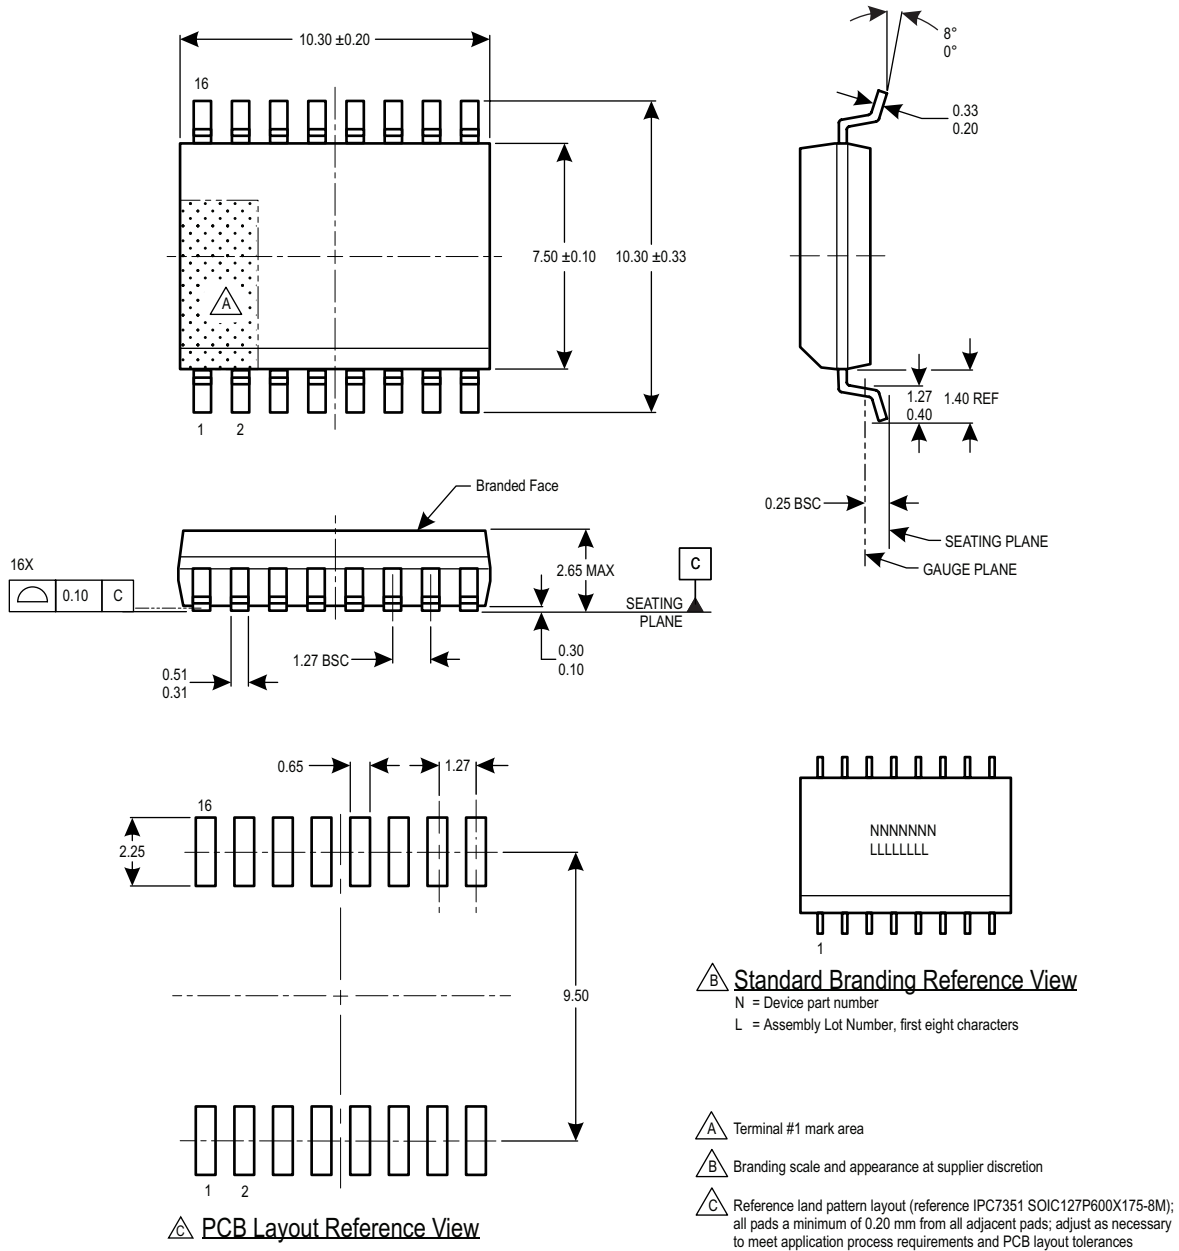 10.30 ±0.20
16
7.50 ±0.10
10.30 ±0.33
A
1 2
8°
0°
0.33
0.20
1.27
0.40
1.40 REF
0.25 BSC
SEATING PLANE
GAUGE PLANE
Branded Face
16X
0.10 C
2.65 MAX
C
SEATING
PLANE
0.30
0.10
1.27 BSC
0.51
0.31
0.65
1.27
16
2.25
9.50
1 2
C PCB Layout Reference View
NNNNNNN
LLLLLLLL
1
B Standard Branding Reference View
N = Device part number
L = Assembly Lot Number, first eight characters
A Terminal #1 mark area
B Branding scale and appearance at supplier discretion
C Reference land pattern layout (reference IPC7351 SOIC127P600X175-8M);
all pads a minimum of 0.20 mm from all adjacent pads; adjust as necessary
to meet application process requirements and PCB layout tolerances